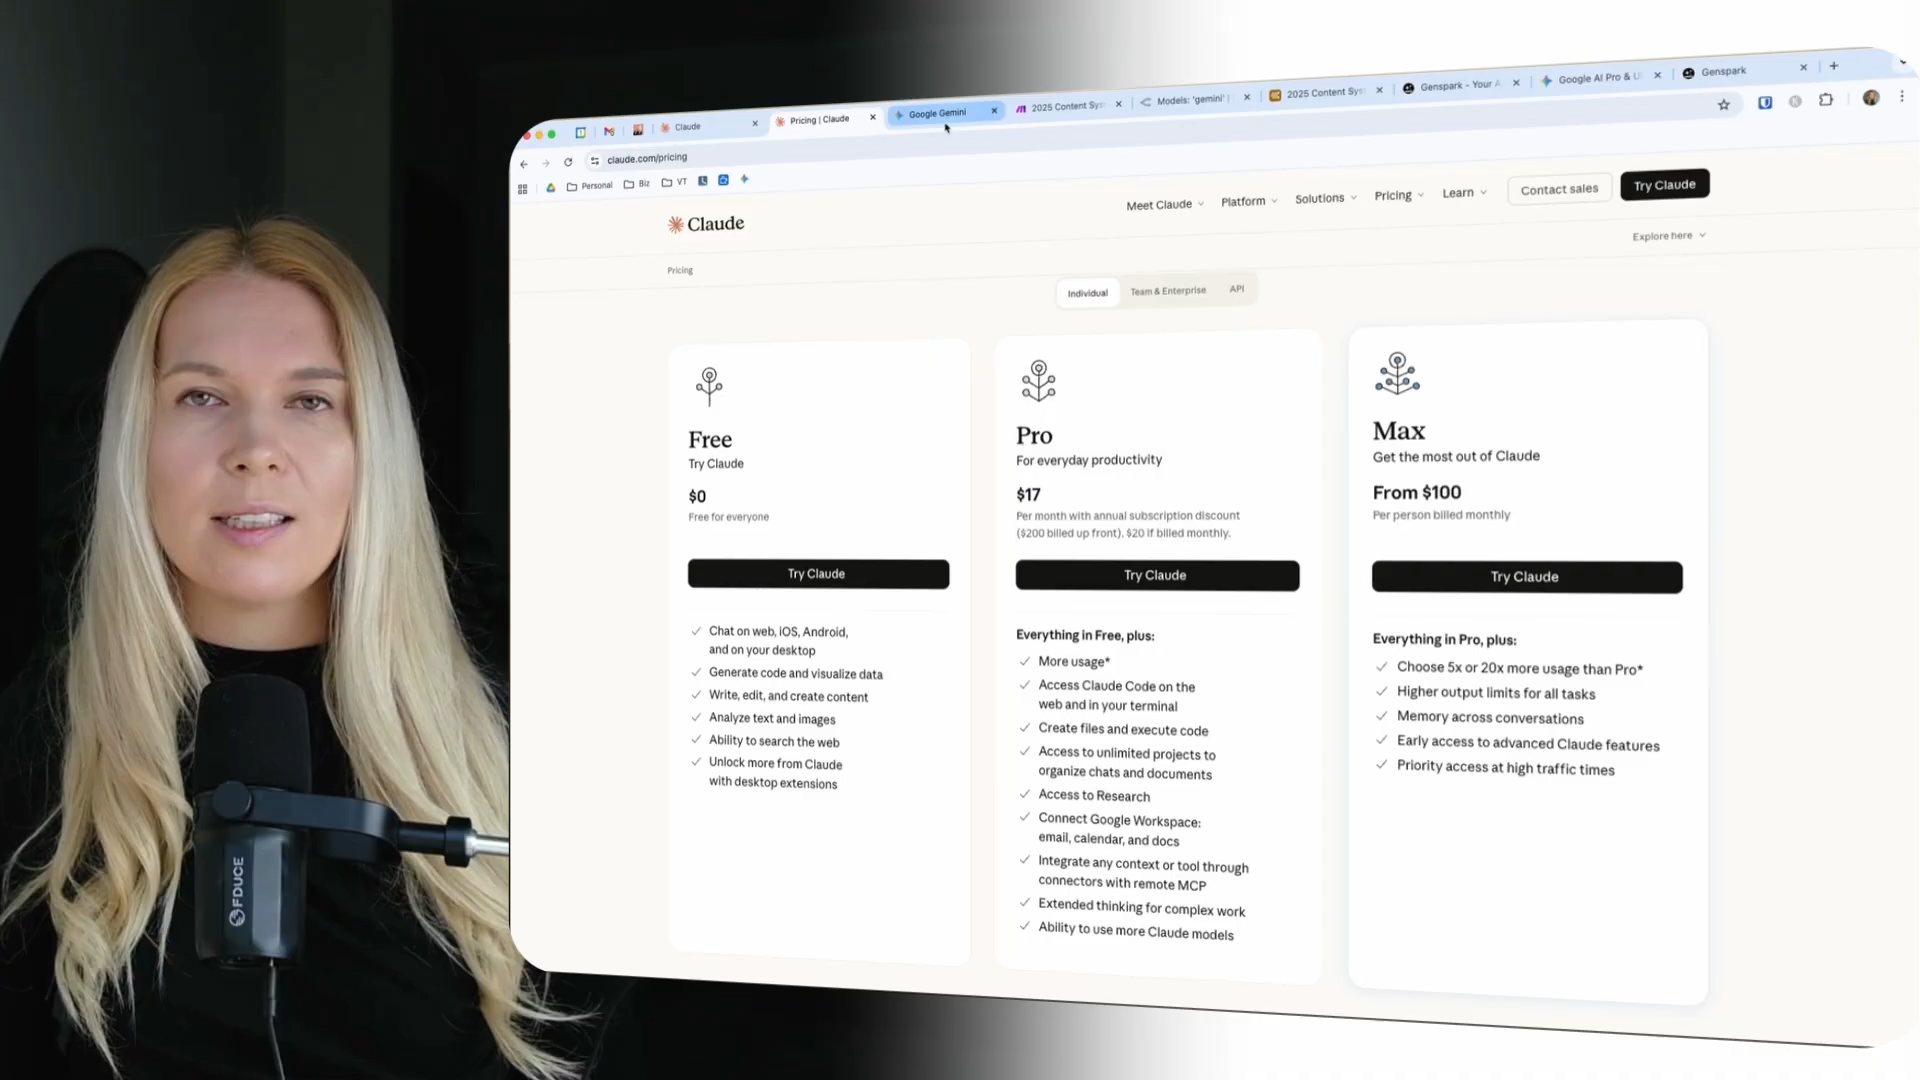 Claude
Pricing | Claude
Google Gemini
2025 Content Sys
Models: 'gemini' |
2025 Content Sys
Genspark - Your A
Google AI Pro & U
Genspark
claude.com/pricing
Personal
Biz
VT
Claude
Meet Claude
Platform
Solutions
Pricing
Learn
Contact sales
Try Claude
Explore here
Pricing
Individual
Team & Enterprise
API
Free
Try Claude
$0
Free for everyone
Try Claude
Chat on web, iOS, Android,
and on your desktop
Generate code and visualize data
Write, edit, and create content
Analyze text and images
Ability to search the web
Unlock more from Claude
with desktop extensions
Pro
For everyday productivity
$17
Per month with annual subscription discount
($200 billed up front). $20 if billed monthly.
Try Claude
Everything in Free, plus:
More usage*
Access Claude Code on the
web and in your terminal
Create files and execute code
Access to unlimited projects to
organize chats and documents
Access to Research
Connect Google Workspace:
email, calendar, and docs
Integrate any context or tool through
connectors with remote MCP
Extended thinking for complex work
Ability to use more Claude models
Max
Get the most out of Claude
From $100
Per person billed monthly
Try Claude
Everything in Pro, plus:
Choose 5x or 20x more usage than Pro*
Higher output limits for all tasks
Memory across conversations
Early access to advanced Claude features
Priority access at high traffic times
FDUCE